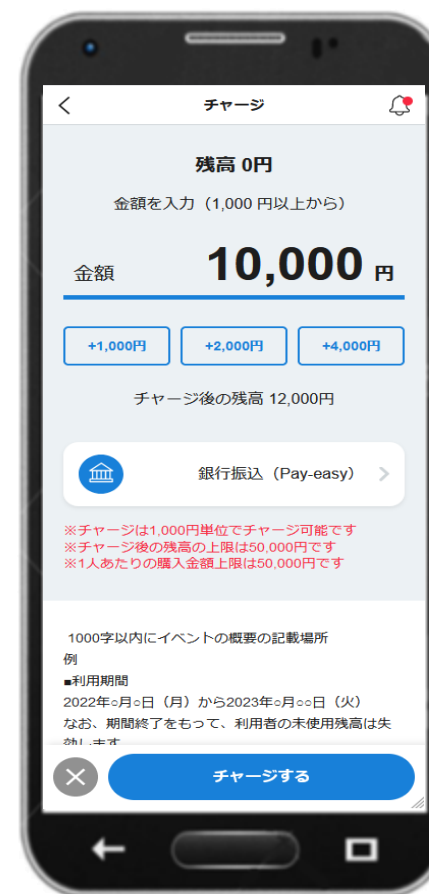 チャージ
残高 0円
金額を入力（1,000 円以上から）
金額 10,000 円
+1,000円 +2,000円 +4,000円
チャージ後の残高 12,000円
銀行振込（Pay-easy）
※チャージは1,000円単位でチャージ可能です
※チャージ後の残高の上限は50,000円です
※1人あたりの購入金額上限は50,000円です
1000字以内にイベントの概要の記載場所
例
■利用期間
2022年○月○日（月）から2023年○月○○日（火）
なお、期間終了をもって、利用者の未使用残高は失
効します
チャージする